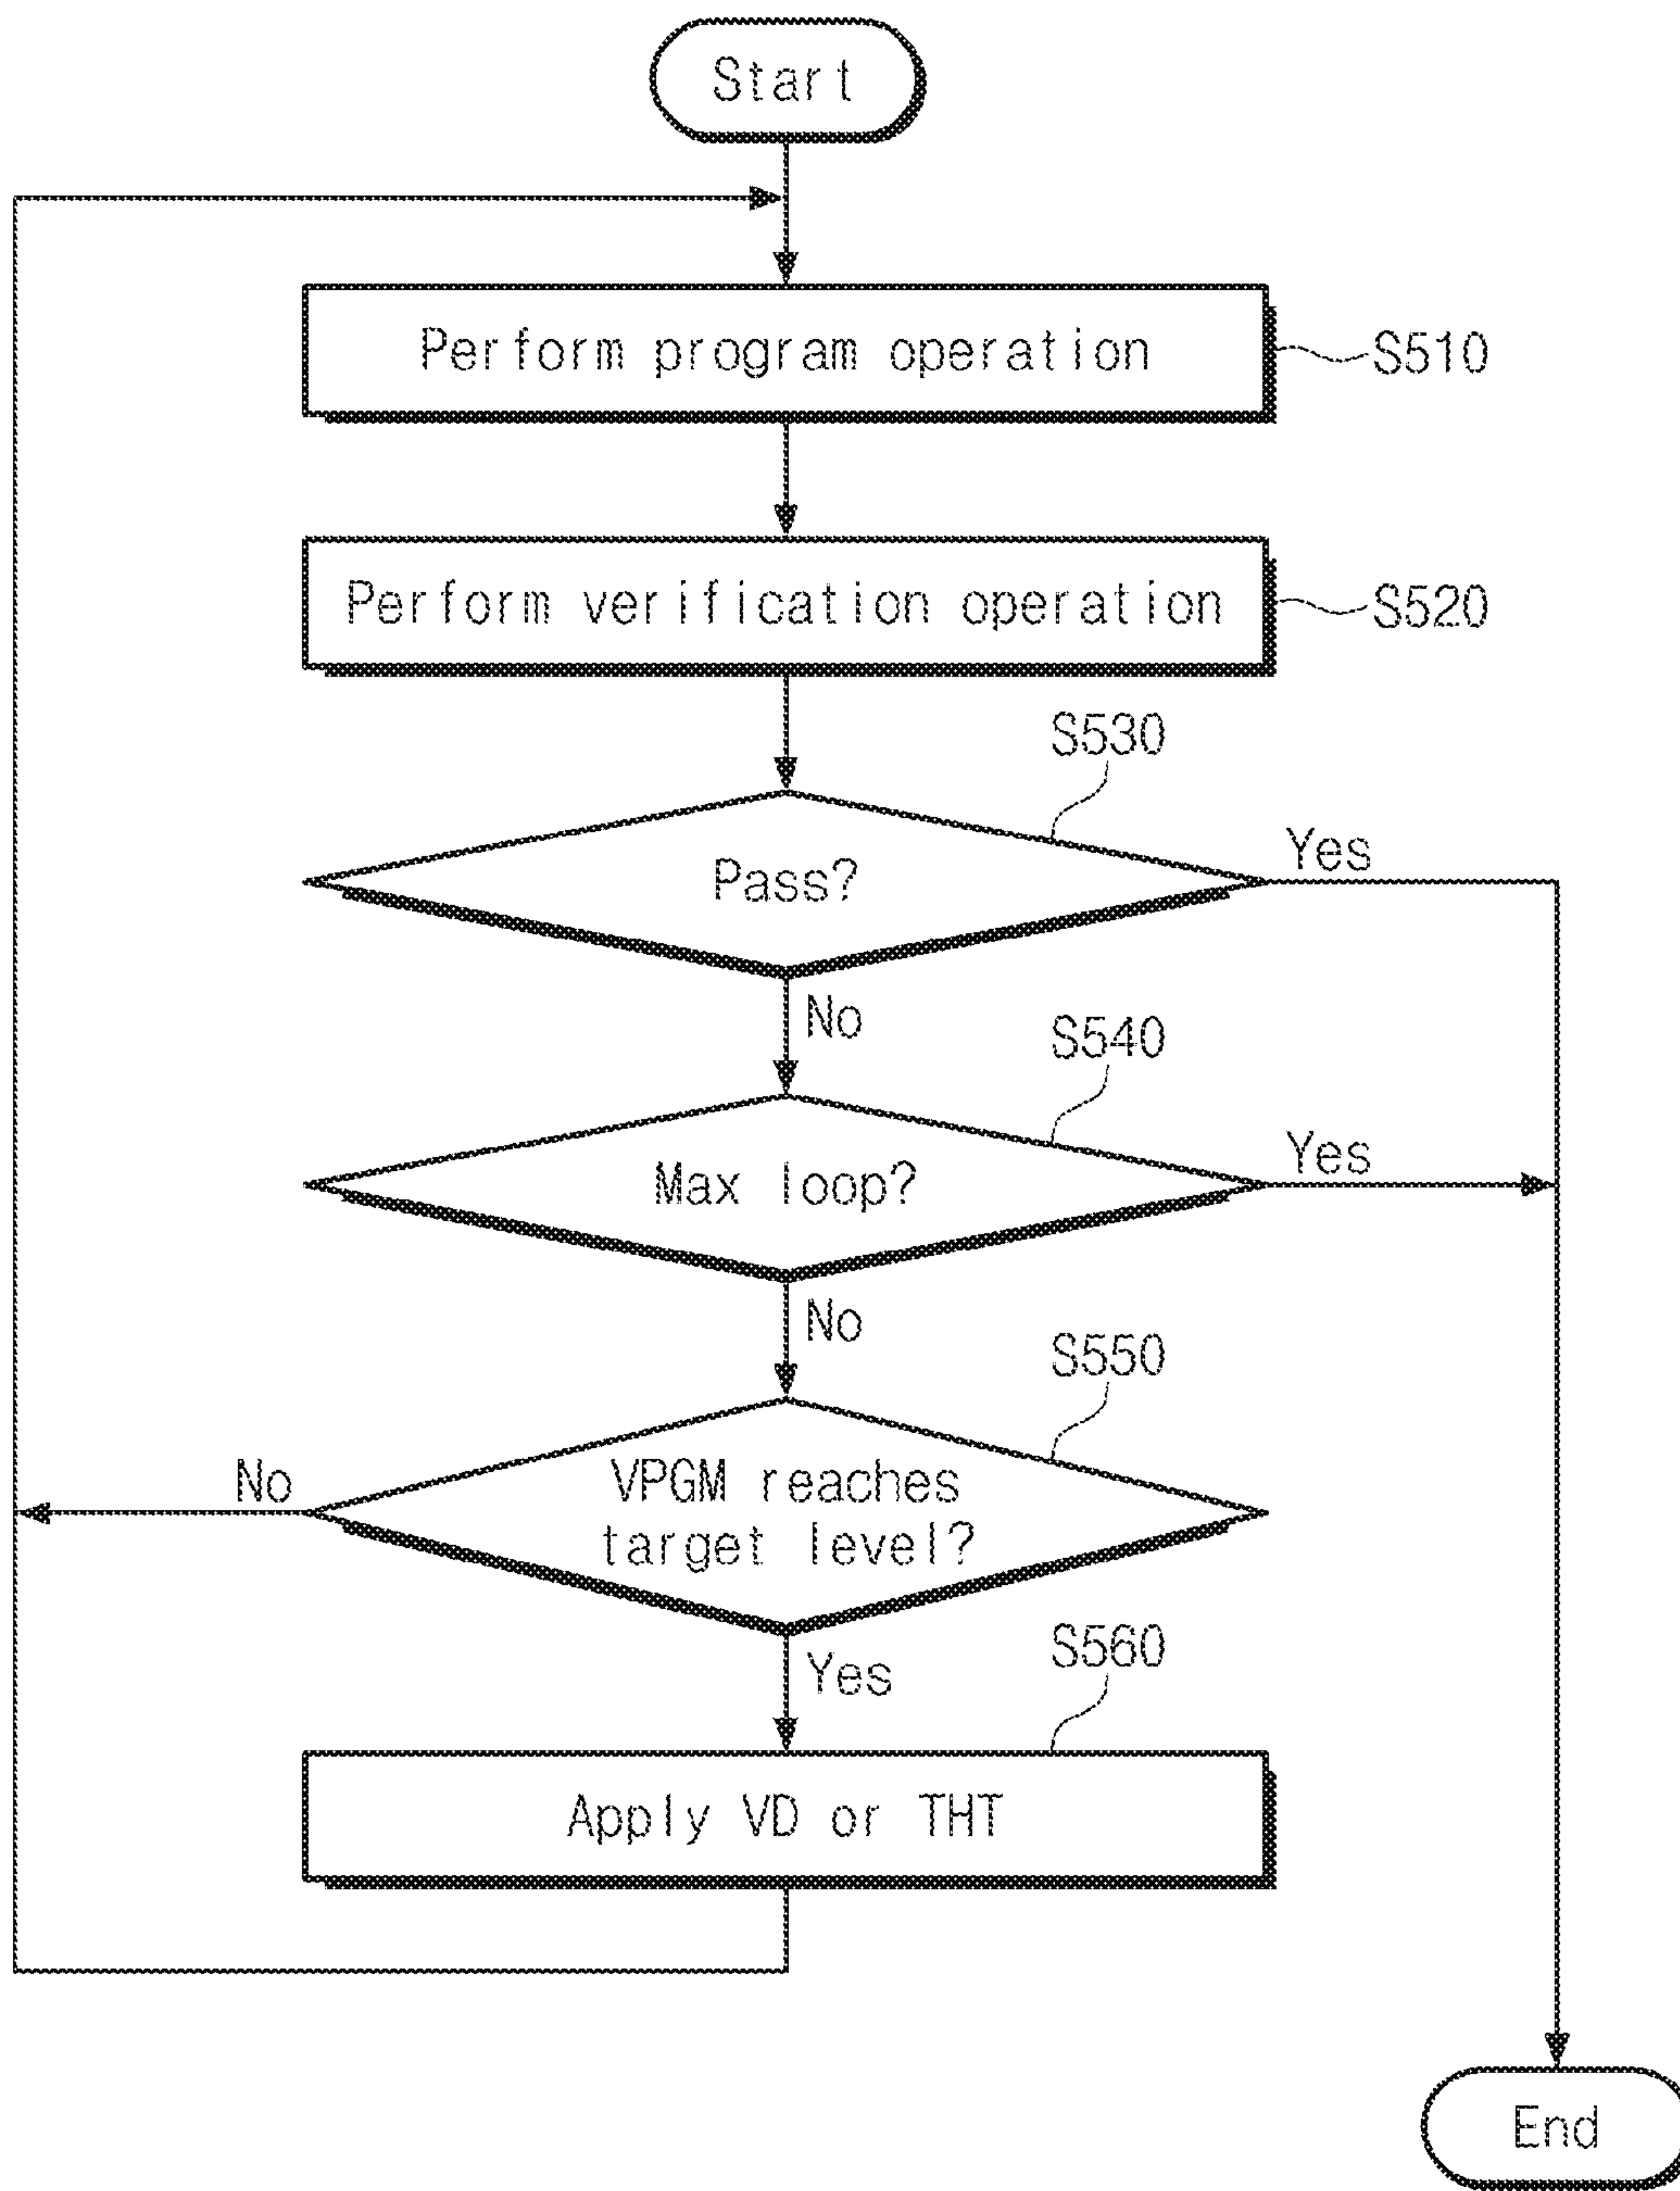 Start
Perform program operation
S510
Perform verification operation
S520
S530
Pass?
Yes
No
S540
Max loop?
Yes
No
S550
VPGM reaches
target level?
No
Yes
S560
Apply VD or THT
End